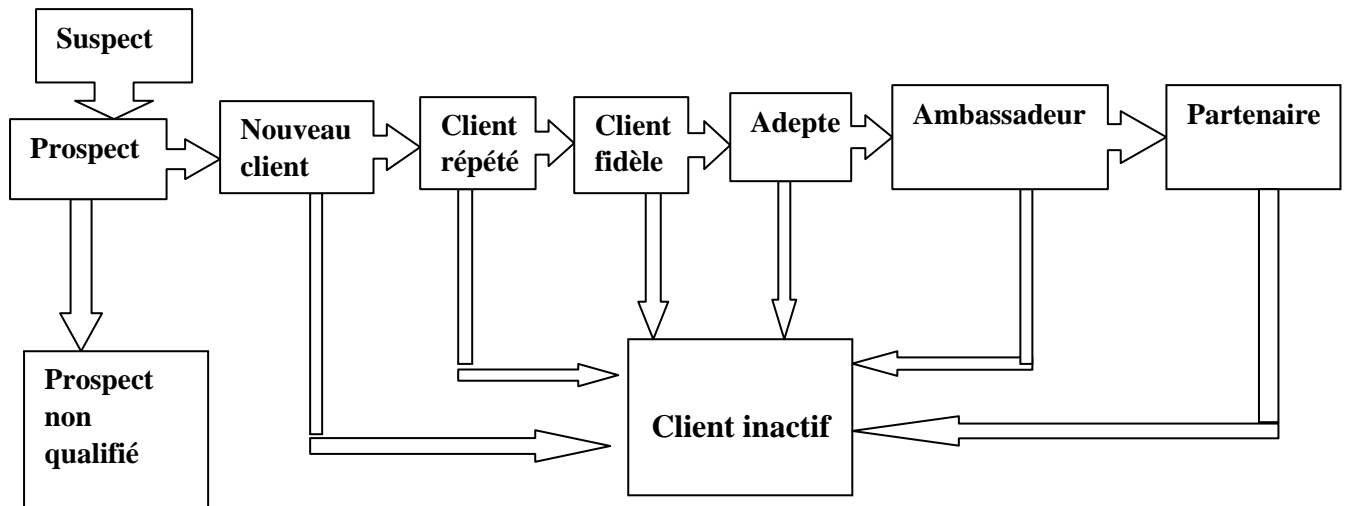 Suspect
Prospect
Nouveau
client
Client
répété
Client
fidèle
Adepte
Ambassadeur
Partenaire
Prospect
non
qualifié
Client inactif